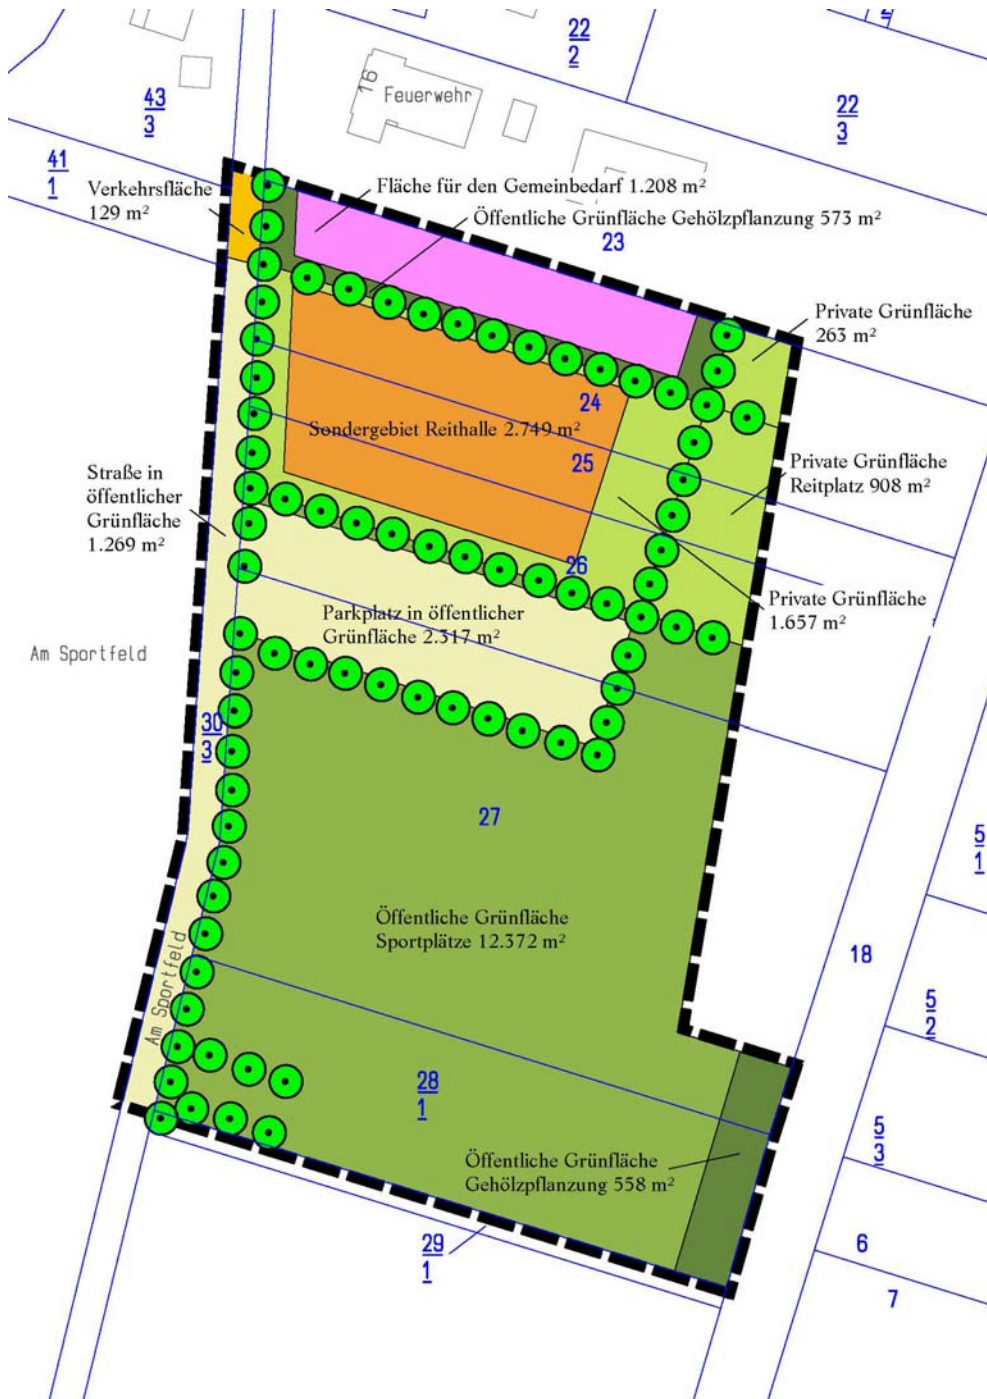 22
2
43
3
16
Feuerwehr
22
3
41
1
Verkehrsfläche
129 m²
Fläche für den Gemeinbedarf 1.208 m²
Öffentliche Grünfläche Gehölzpflanzung 573 m²
23
Private Grünfläche
263 m²
24
Sondergebiet Reithalle 2.749 m²
25
Private Grünfläche
Reitplatz 908 m²
Straße in
öffentlicher
Grünfläche
1.269 m²
26
Private Grünfläche
1.657 m²
Parkplatz in öffentlicher
Grünfläche 2.317 m²
Am Sportfeld
30
3
27
5
1
Öffentliche Grünfläche
Sportplätze 12.372 m²
18
Am Sportfeld
5
2
28
1
5
3
Öffentliche Grünfläche
Gehölzpflanzung 558 m²
29
1
6
7